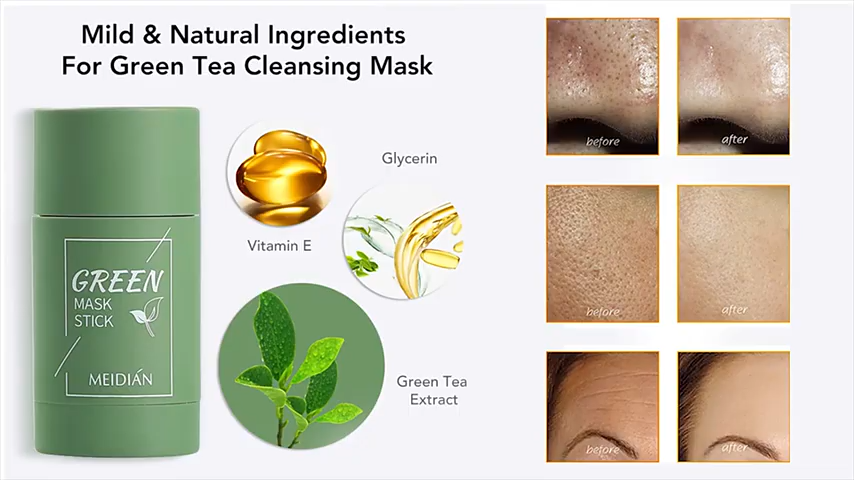 Mild & Natural Ingredients
For Green Tea Cleansing Mask
GREEN
MASK
STICK
MEIDIÁN
Vitamin E
Glycerin
Green Tea
Extract
before
after
before
after
before
after